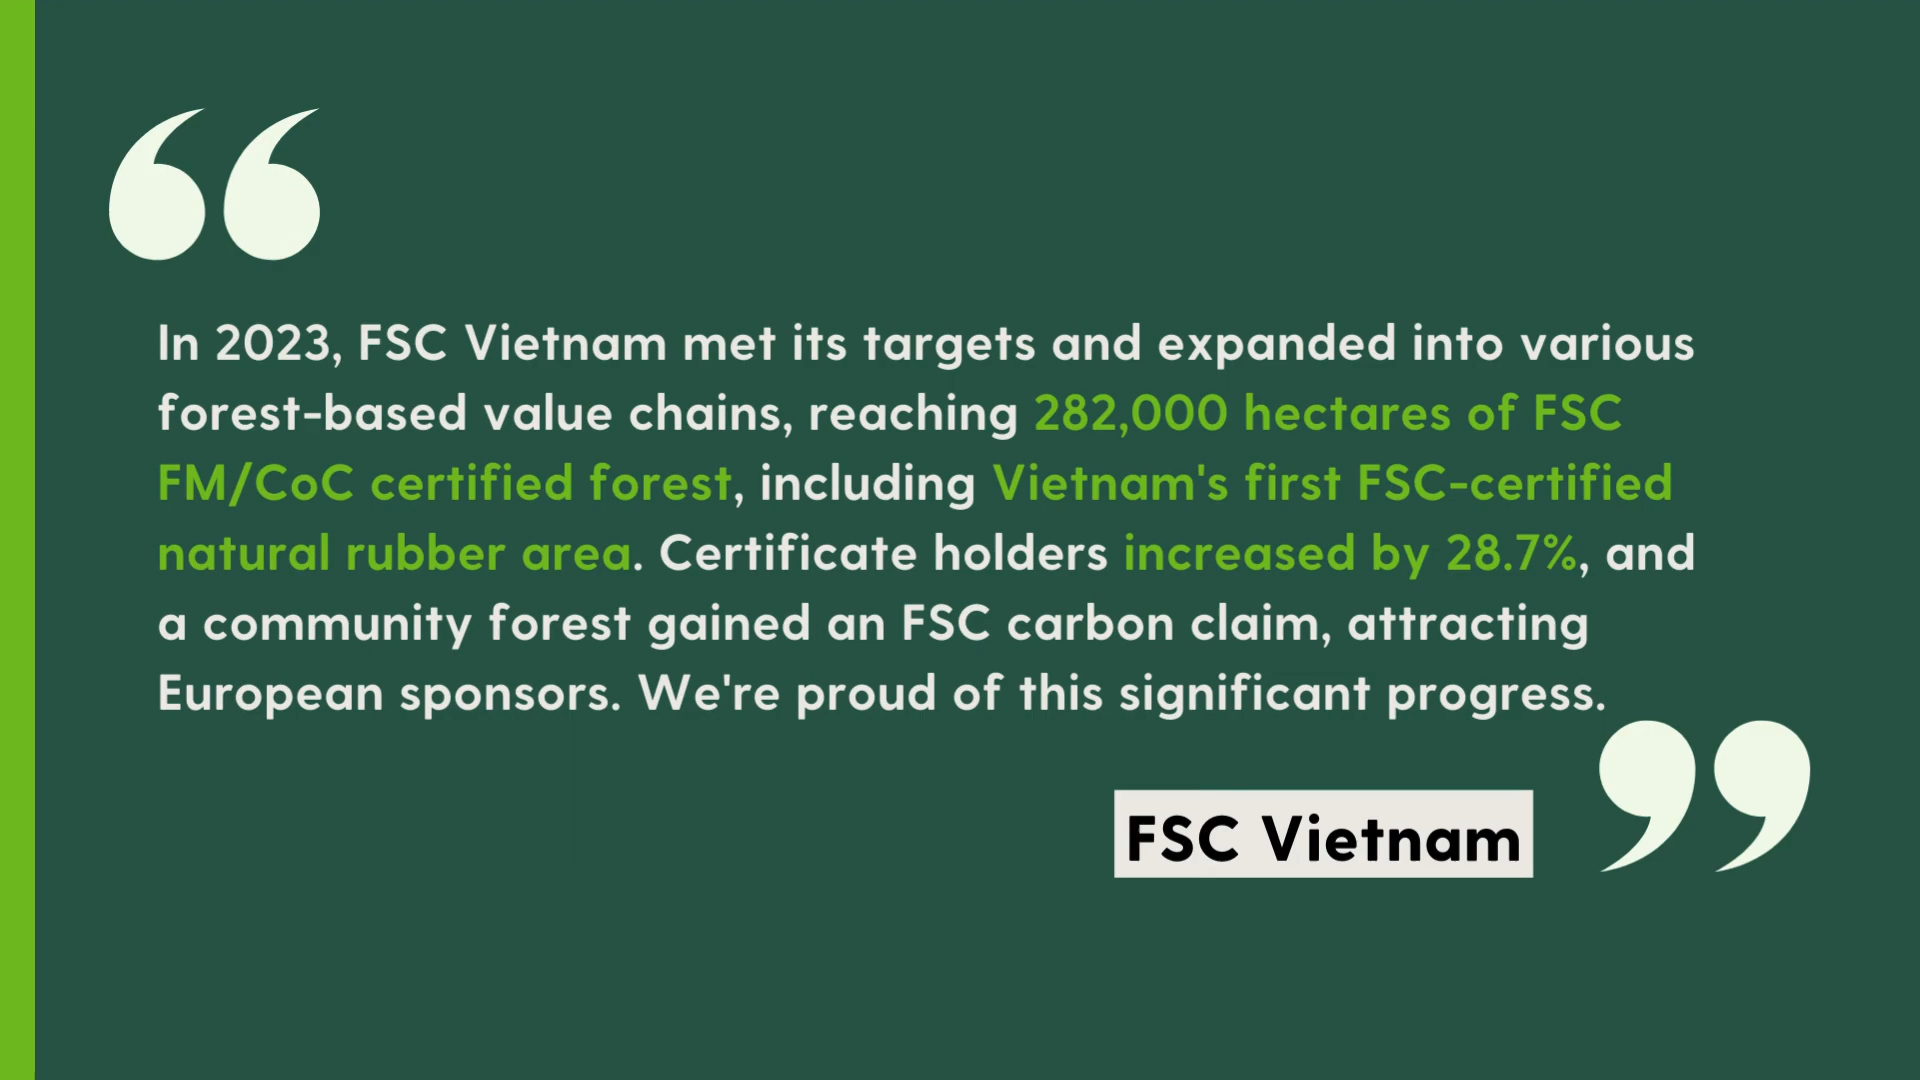 In 2023, FSC Vietnam met its targets and expanded into various
forest-based value chains, reaching 282,000 hectares of FSC
FM/CoC certified forest, including Vietnam's first FSC-certified
natural rubber area. Certificate holders increased by 28.7%, and
a community forest gained an FSC carbon claim, attracting
European sponsors. We're proud of this significant progress.
FSC Vietnam